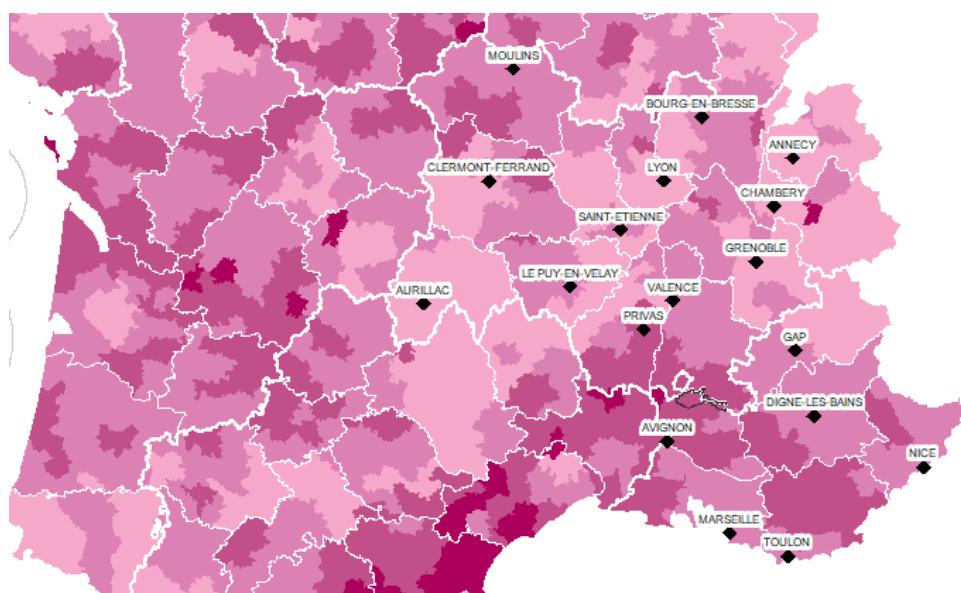 MOULINS
BOURG-EN-BRESSE
ANNECY
CLERMONT-FERRAND
LYON
CHAMBERY
SAINT-ETIENNE
GRENOBLE
LE PUY-EN-VELAY
AURILLAC
VALENCE
PRIVAS
GAP
DIGNE-LES-BAINS
AVIGNON
NICE
MARSEILLE
TOULON